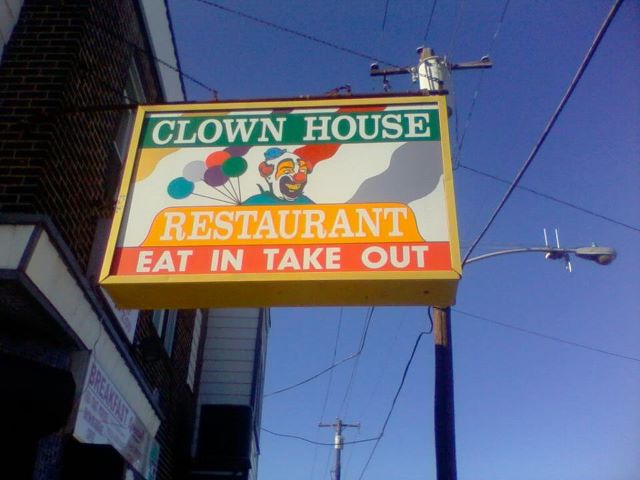 CLOWN HOUSE
RESTAURANT
EAT IN TAKE OUT
BREAKFAST